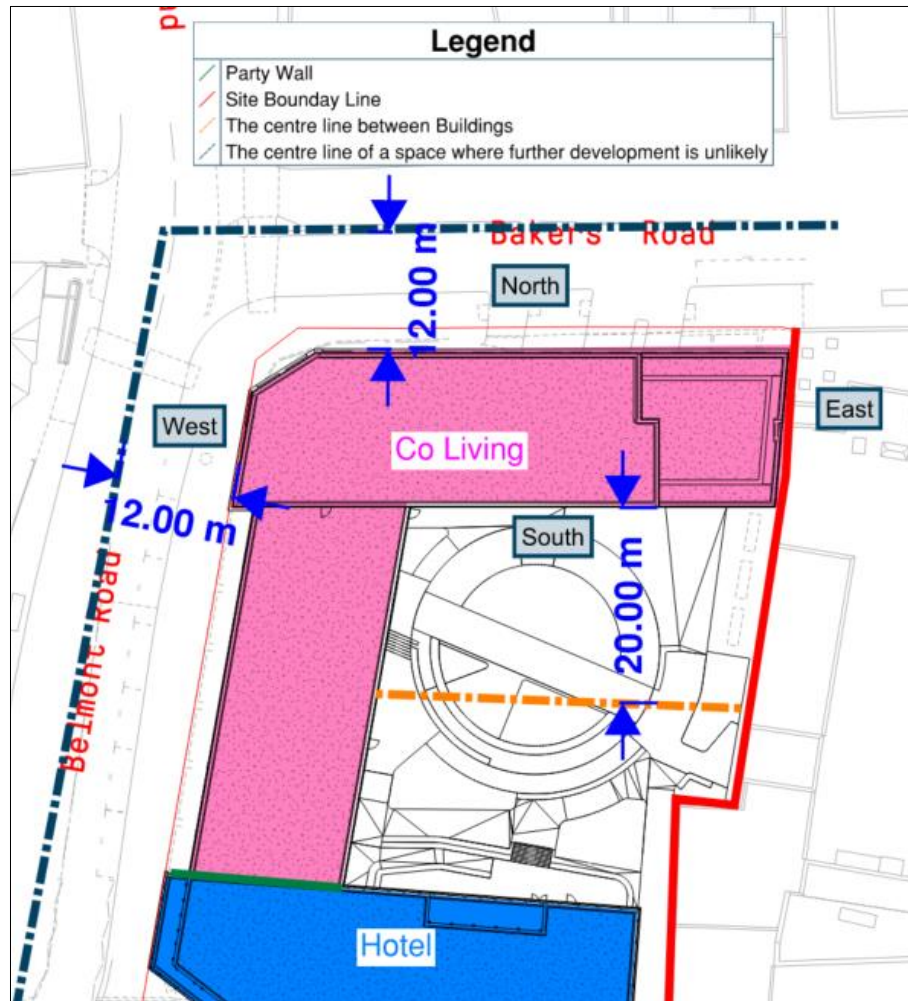 Legend
Party Wall
Site Bounday Line
The centre line between Buildings
The centre line of a space where further development is unlikely
Bakers Road
North
12.00 m
West
East
Co Living
12.00 m
South
20.00 m
Belmont Road
Hotel